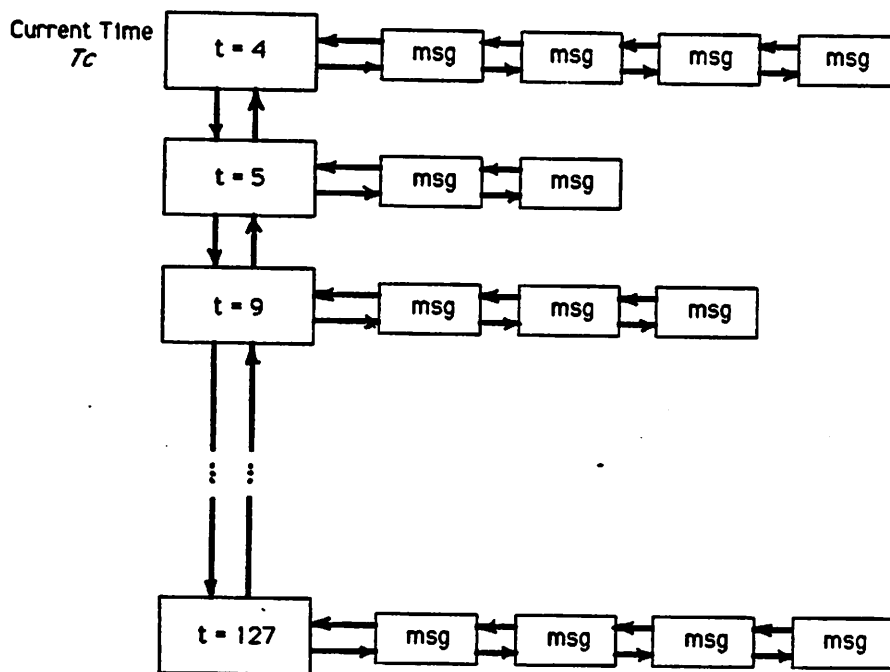 Current Time
Tc
t = 4
msg
msg
msg
msg
t = 5
msg
msg
t = 9
msg
msg
msg
t = 127
msg
msg
msg
msg